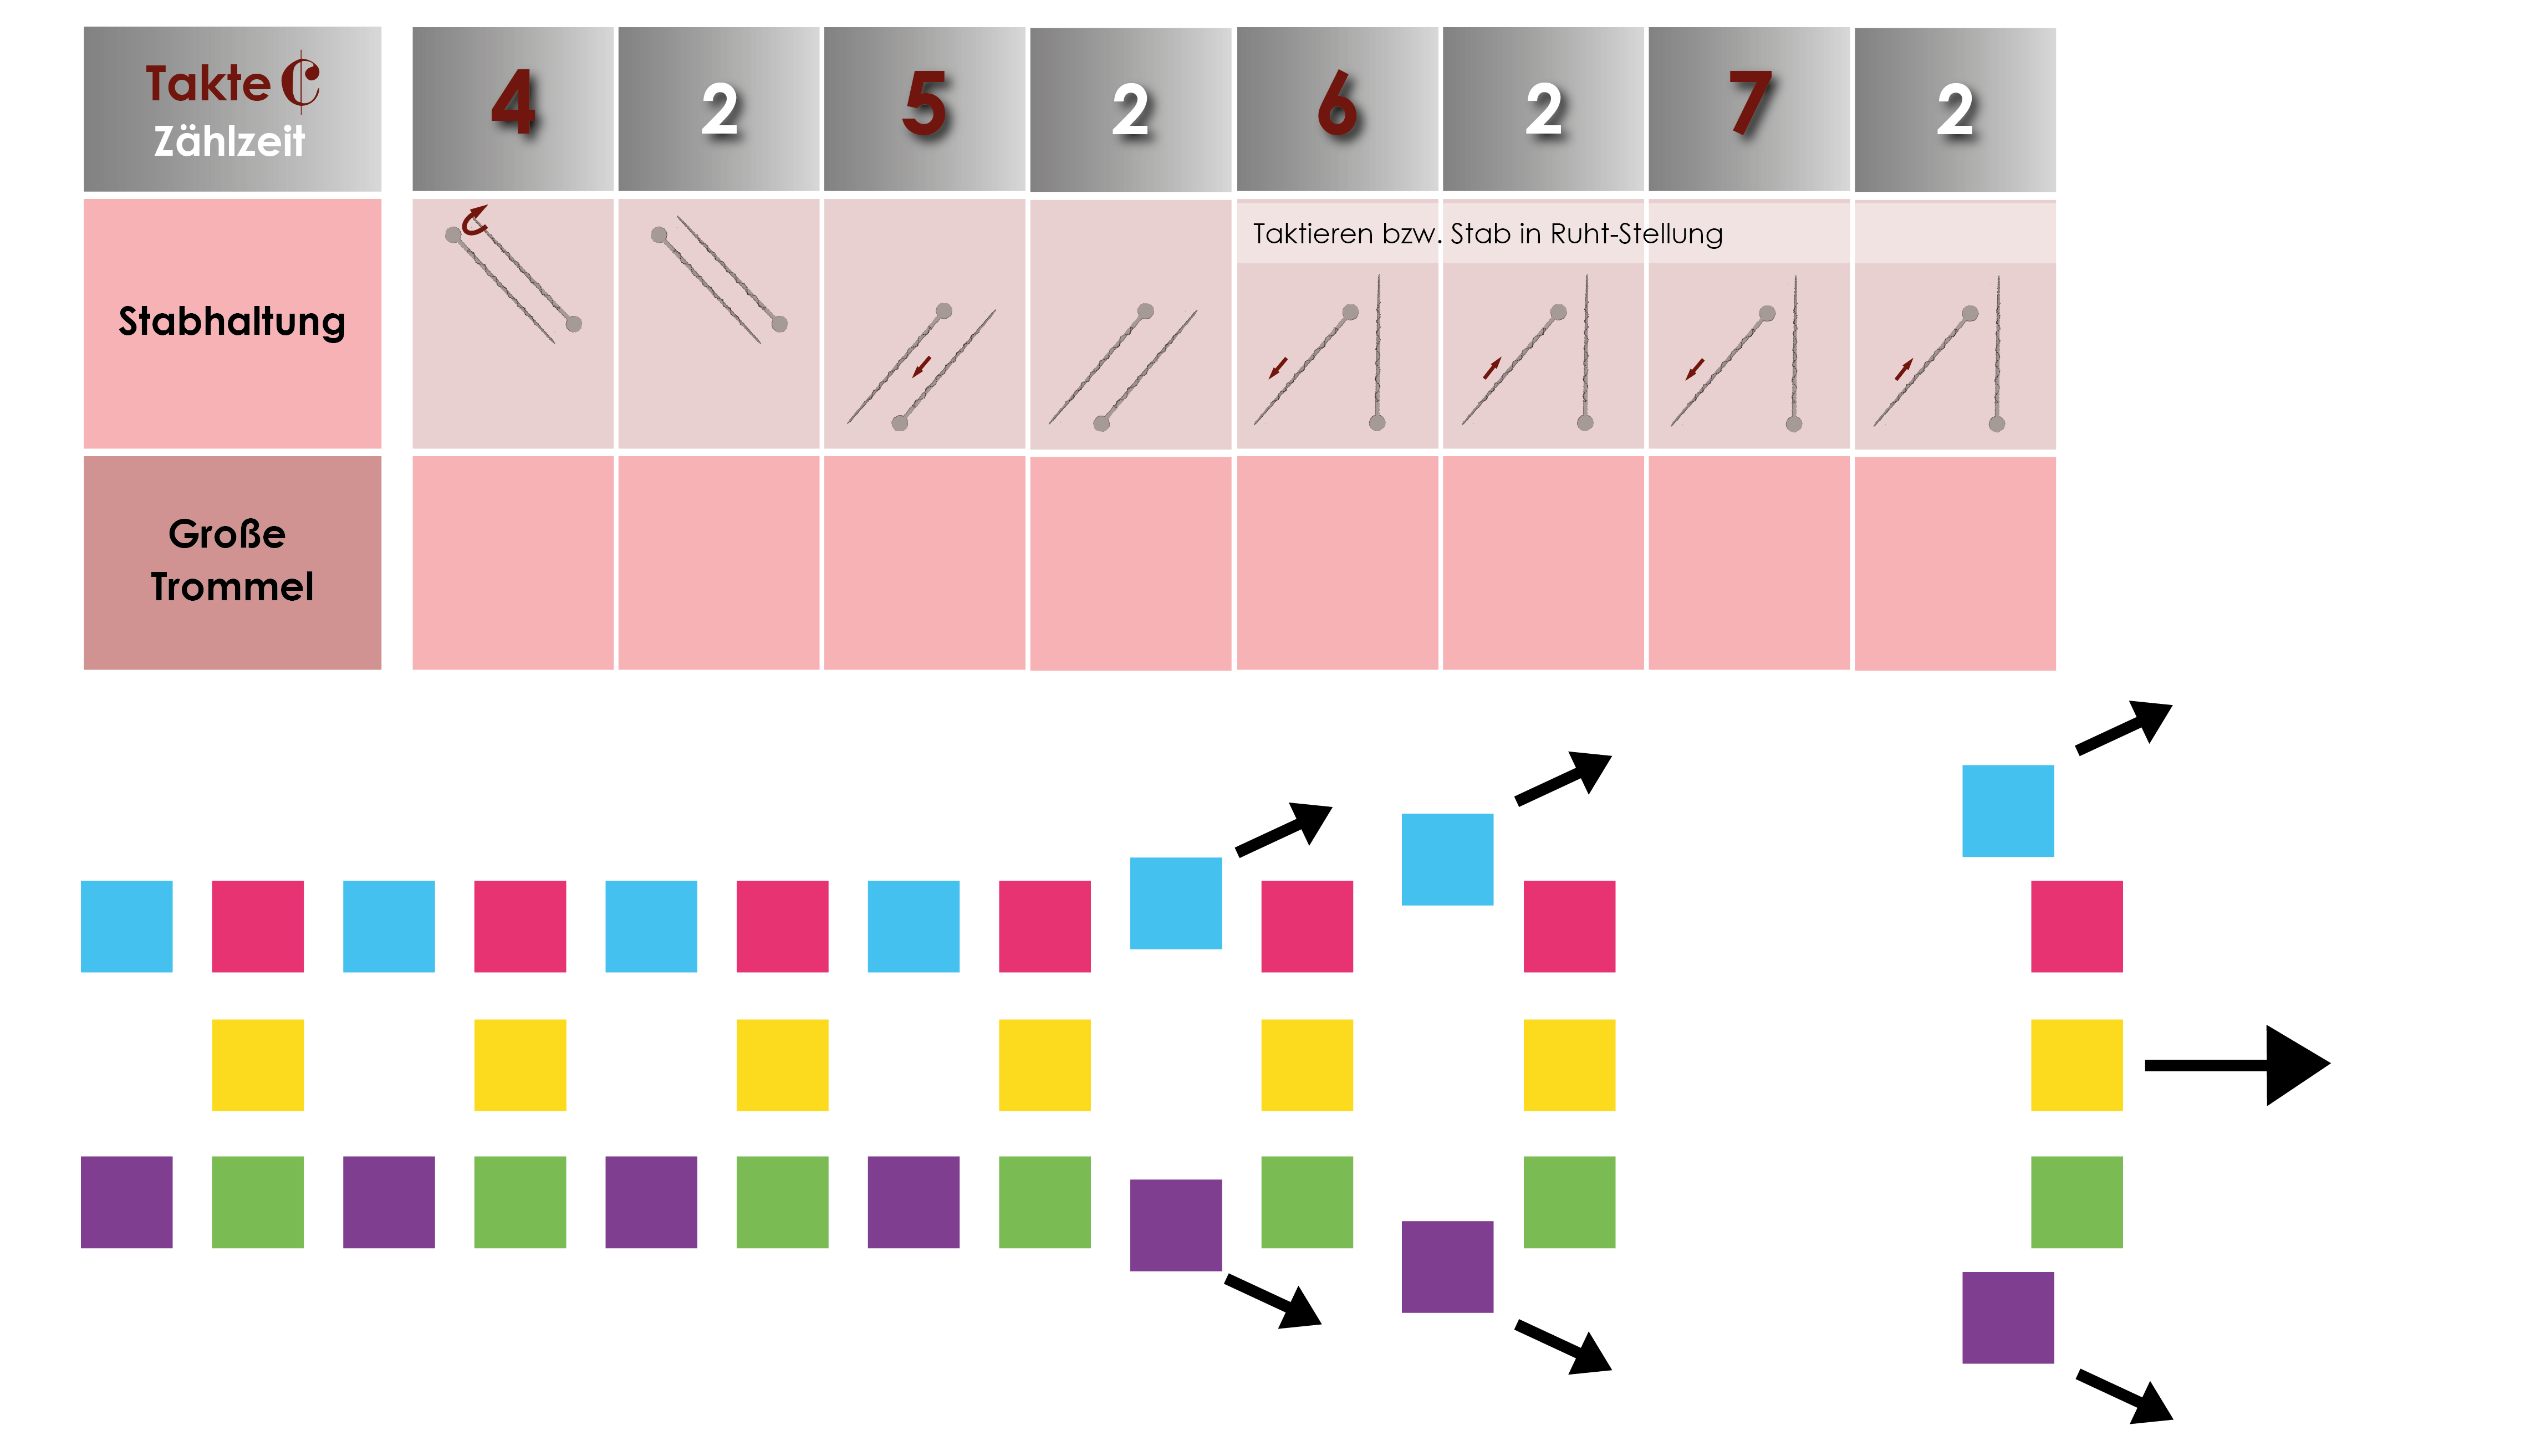 Takte 𝄵
Zählzeit
4 2 5 2 6 2 7 2
Stabhaltung
Taktieren bzw. Stab in Ruht-Stellung
Große
Trommel